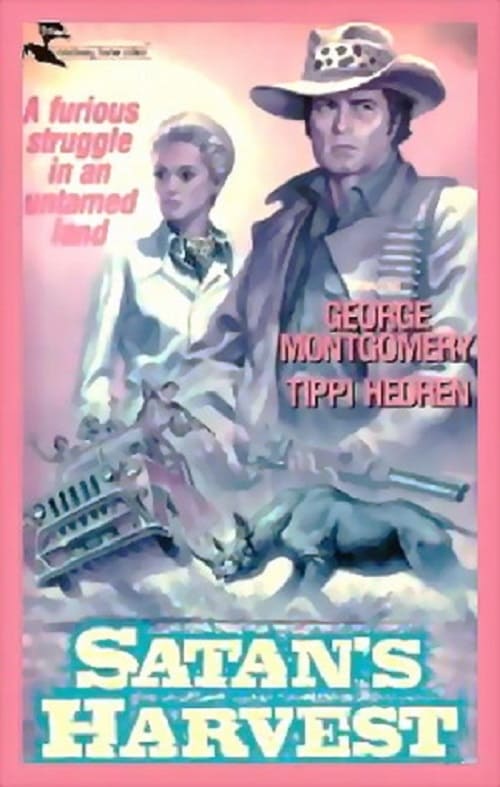 A furious
struggle
in an
untamed
land
GEORGE
MONTGOMERY
TIPPI HEDREN
SATAN'S
HARVEST